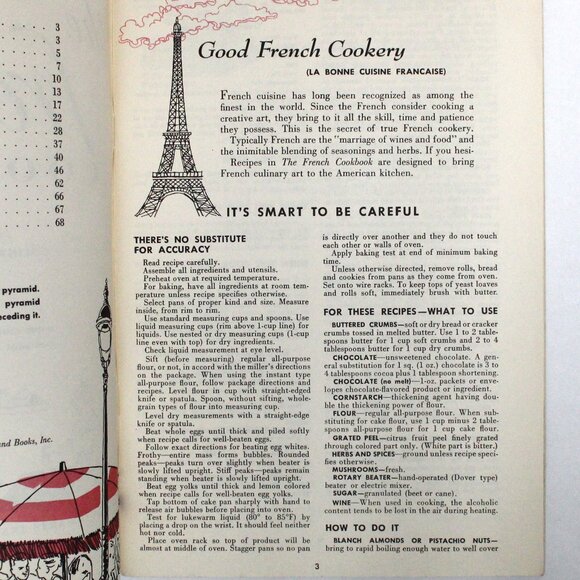 3
3
5
7
10
13
17
22
28
37
40
46
62
66
67
68
pyramid.
pyramid
eceding it.
nd Books, Inc.
Good French Cookery
(LA BONNE CUISINE FRANCAISE)
French cuisine has long been recognized as among the
finest in the world. Since the French consider cooking a
creative art, they bring to it all the skill, time and patience
they possess. This is the secret of true French cookery.
Typically French are the "marriage of wines and food" and
the inimitable blending of seasonings and herbs. If you hesi-
Recipes in The French Cookbook are designed to bring
French culinary art to the American kitchen.
IT'S SMART TO BE CAREFUL
THERE'S NO SUBSTITUTE
FOR ACCURACY
Read recipe carefully.
Assemble all ingredients and utensils.
Preheat oven at required temperature.
For baking, have all ingredients at room tem-
perature unless recipe specifies otherwise.
Select pans of proper kind and size. Measure
inside, from rim to rim.
Use standard measuring cups and spoons. Use
liquid measuring cups (rim above 1-cup line) for
liquids. Use nested or dry measuring cups (1-cup
line even with top) for dry ingredients.
Check liquid measurement at eye level.
Sift (before measuring) regular all-purpose
flour, or not, in accord with the miller's directions
on the package. When using the instant type
all-purpose flour, follow package directions and
recipes. Level flour in cup with straight-edged
knife or spatula. Spoon, without sifting, whole-
grain types of flour into measuring cup.
Level dry measurements with a straight-edge
knife or spatula.
Beat whole eggs until thick and piled softly
when recipe calls for well-beaten eggs.
Follow exact directions for beating egg whites.
Frothy—entire mass forms bubbles. Rounded
peaks—peaks turn over slightly when beater is
slowly lifted upright. Stiff peaks—peaks remain
standing when beater is slowly lifted upright.
Beat egg yolks until thick and lemon colored
when recipe calls for well-beaten egg yolks.
Tap bottom of cake pan sharply with hand to
release air bubbles before placing into oven.
Test for lukewarm liquid (80° to 85°F) by
placing a drop on the wrist. It should feel neither
hot nor cold.
Place oven rack so top of product will be
almost at middle of oven. Stagger pans so no pan
is directly over another and they do not touch
each other or walls of oven.
Apply baking test at end of minimum baking
time.
Unless otherwise directed, remove rolls, bread
and cookies from pans as they come from oven.
Set onto wire racks. To keep tops of yeast loaves
and rolls soft, immediately brush with butter.
FOR THESE RECIPES—WHAT TO USE
BUTTERED CRUMBS—soft or dry bread or cracker
crumbs tossed in melted butter. Use 1 to 2 table-
spoons butter for 1 cup soft crumbs and 2 to 4
tablespoons butter for 1 cup dry crumbs.
CHOCOLATE—unsweetened chocolate. A gen-
eral substitution for 1 sq. (1 oz.) chocolate is 3 to
4 tablespoons cocoa plus 1 tablespoon shortening.
CHOCOLATE (no melt)—1-oz. packets or enve-
lopes chocolate-flavored product or ingredient.
CORNSTARCH—thickening agent having dou-
ble the thickening power of flour.
FLOUR—regular all-purpose flour. When sub-
stituting for cake flour, use 1 cup minus 2 table-
spoons all-purpose flour for 1 cup cake flour.
GRATED PEEL—citrus fruit peel finely grated
through colored part only. (White part is bitter.)
HERBS AND SPICES—ground unless recipe speci-
fies otherwise.
MUSHROOMS—fresh.
ROTARY BEATER—hand-operated (Dover type)
beater or electric mixer.
SUGAR—granulated (beet or cane).
WINE—When used in cooking, the alcoholic
content tends to be lost in the air during heating.
HOW TO DO IT
BLANCH ALMONDS OR PISTACHIO NUTS—
bring to rapid boiling enough water to well cover
3